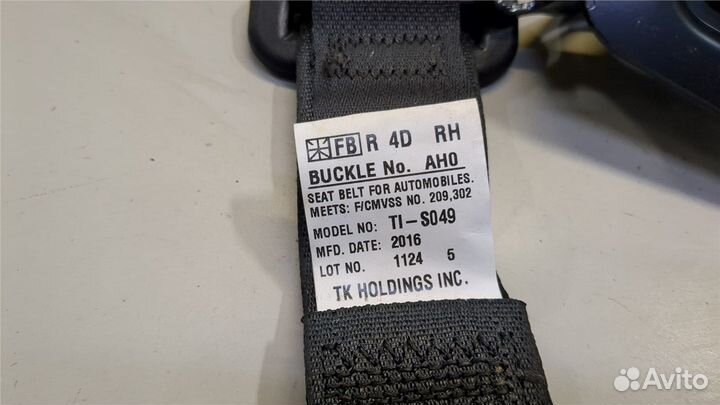 FB R 4D RH
BUCKLE No. AHO
SEAT BELT FOR AUTOMOBILES.
MEETS: F/CMVSS NO. 209,302
MODEL NO: TI-S049
MFD. DATE: 2016
LOT NO. 1124 5
TK HOLDINGS INC.
Avito